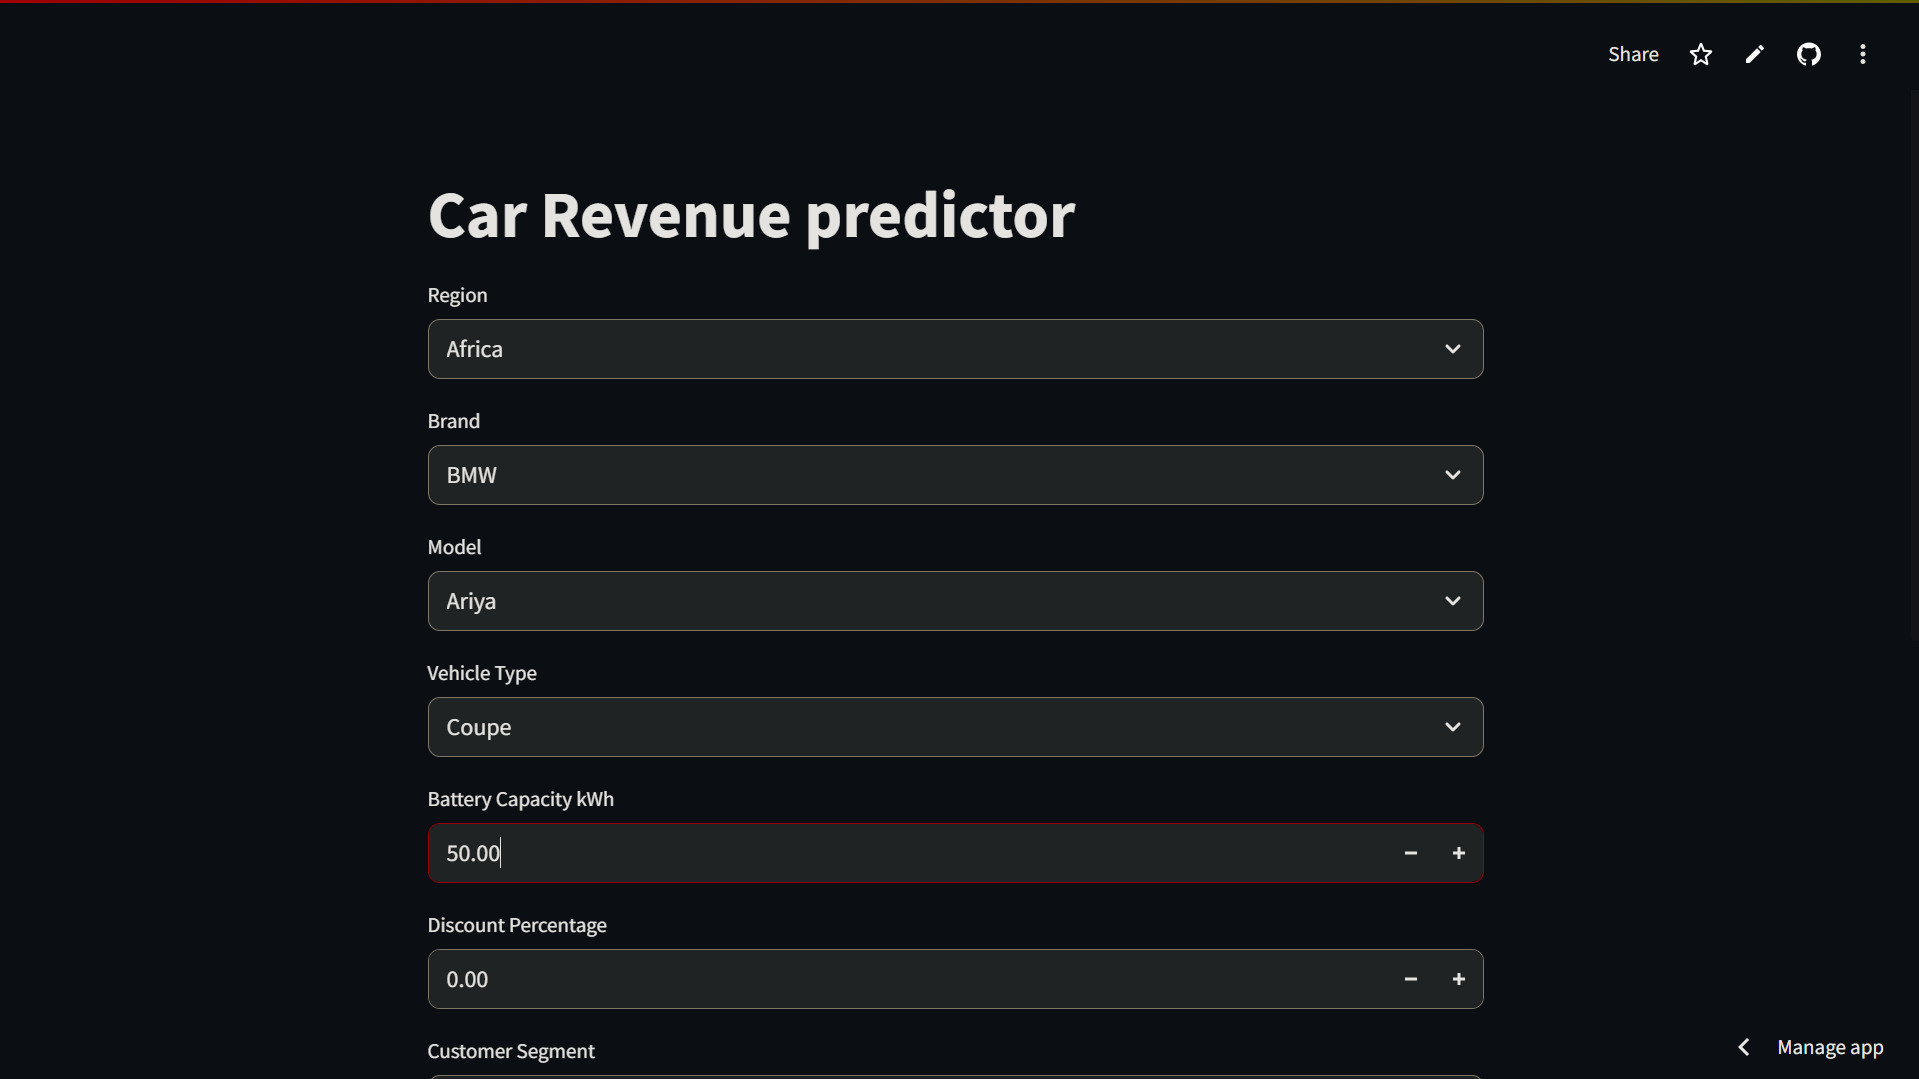 Share
Car Revenue predictor
Region
Africa
Brand
BMW
Model
Ariya
Vehicle Type
Coupe
Battery Capacity kWh
50.00
Discount Percentage
0.00
Customer Segment
Manage app